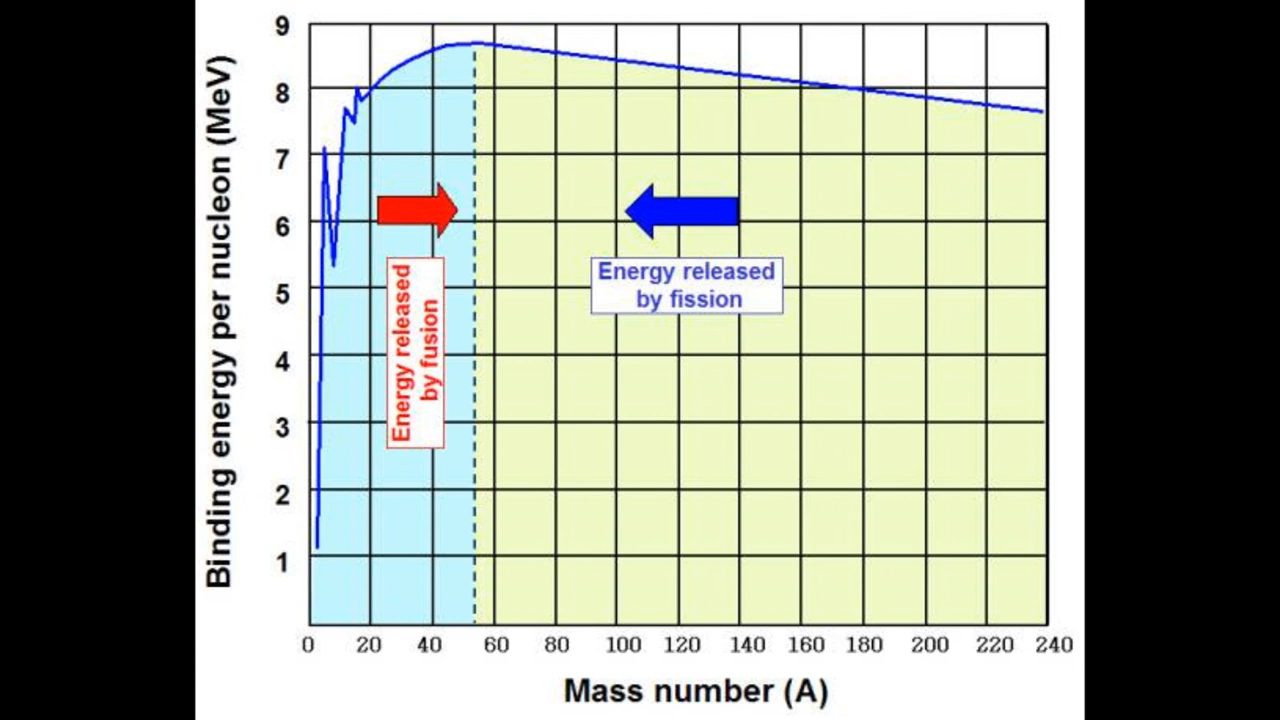 Binding energy per nucleon (MeV)
9
8
7
6
5
4
3
2
1
Energy released
by fusion
Energy released
by fission
0 20 40 60 80 100 120 140 160 180 200 220 240
Mass number (A)